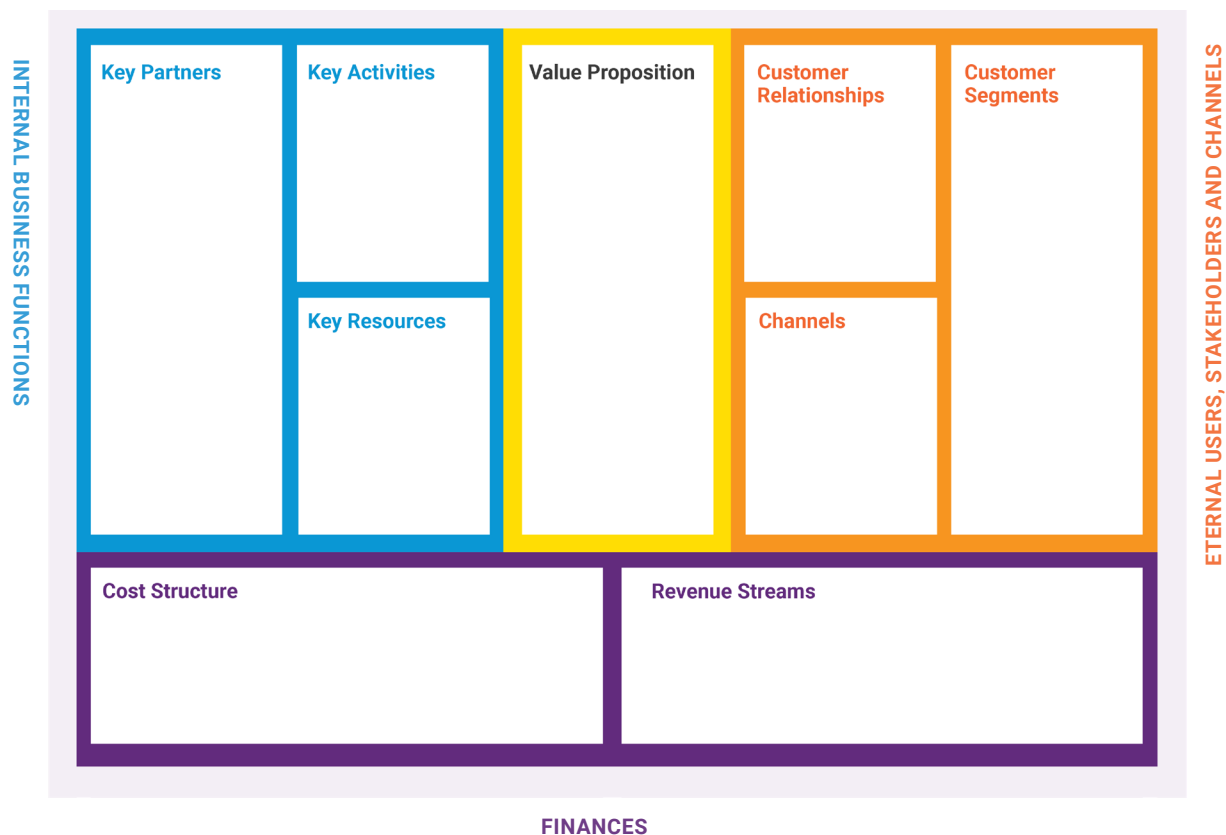 INTERNAL BUSINESS FUNCTIONS
Key Partners
Key Activities
Key Resources
Value Proposition
Customer
Relationships
Channels
Customer
Segments
ETERNAL USERS, STAKEHOLDERS AND CHANNELS
Cost Structure
Revenue Streams
FINANCES